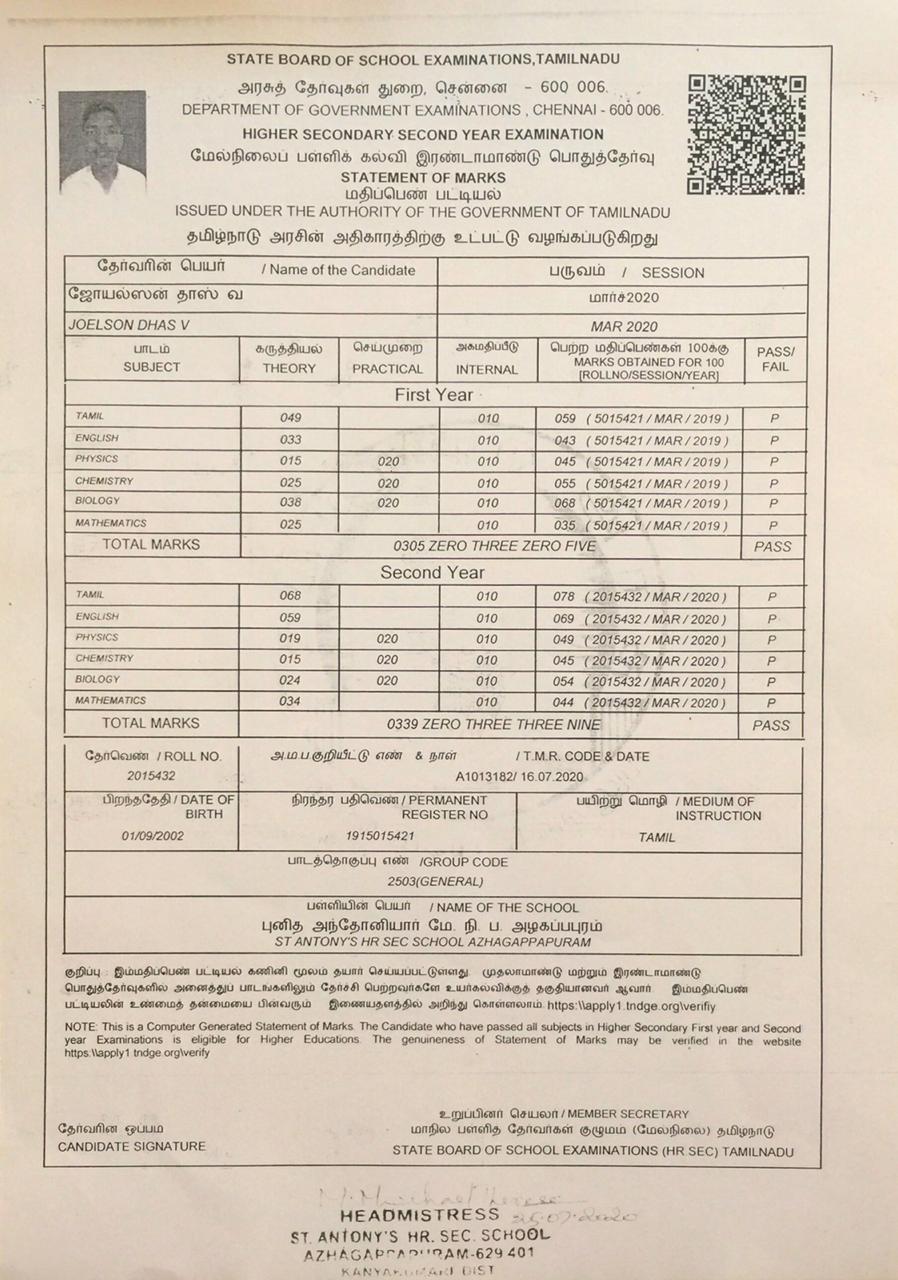 STATE BOARD OF SCHOOL EXAMINATIONS,TAMILNADU
அரசுத் தேர்வுகள் துறை, சென்னை - 600 006.
DEPARTMENT OF GOVERNMENT EXAMINATIONS , CHENNAI - 600 006.
HIGHER SECONDARY SECOND YEAR EXAMINATION
மேல்நிலைப் பள்ளிக் கல்வி இரண்டாமாண்டு பொதுத்தேர்வு
STATEMENT OF MARKS
மதிப்பெண் பட்டியல்
ISSUED UNDER THE AUTHORITY OF THE GOVERNMENT OF TAMILNADU
தமிழ்நாடு அரசின் அதிகாரத்திற்கு உட்பட்டு வழங்கப்படுகிறது
தேர்வரின் பெயர் / Name of the Candidate பருவம் / SESSION
ஜோயல்ஸன் தாஸ் வ மார்ச்2020
JOELSON DHAS V MAR 2020
பாடம் கருத்தியல் செய்முறை அகமதிப்பீடு பெற்ற மதிப்பெண்கள் 100க்கு PASS/
SUBJECT THEORY PRACTICAL INTERNAL MARKS OBTAINED FOR 100 FAIL
[ROLLNO/SESSION/YEAR]
First Year
TAMIL 049 010 059 ( 5015421 / MAR / 2019 ) P
ENGLISH 033 010 043 ( 5015421 / MAR / 2019 ) P
PHYSICS 015 020 010 045 ( 5015421 / MAR / 2019 ) P
CHEMISTRY 025 020 010 055 ( 5015421 / MAR / 2019 ) P
BIOLOGY 038 020 010 068 ( 5015421 / MAR / 2019 ) P
MATHEMATICS 025 010 035 ( 5015421 / MAR / 2019 ) P
TOTAL MARKS 0305 ZERO THREE ZERO FIVE PASS
Second Year
TAMIL 068 010 078 ( 2015432 / MAR / 2020 ) P
ENGLISH 059 010 069 ( 2015432 / MAR / 2020 ) P
PHYSICS 019 020 010 049 ( 2015432 / MAR / 2020 ) P
CHEMISTRY 015 020 010 045 ( 2015432 / MAR / 2020 ) P
BIOLOGY 024 020 010 054 ( 2015432 / MAR / 2020 ) P
MATHEMATICS 034 010 044 ( 2015432 / MAR / 2020 ) P
TOTAL MARKS 0339 ZERO THREE THREE NINE PASS
தேர்வெண் / ROLL NO. அ.ம.ப.குறியீட்டு எண் & நாள் / T.M.R. CODE & DATE
2015432 A1013182/ 16.07.2020
பிறந்ததேதி / DATE OF BIRTH நிரந்தர பதிவெண் / PERMANENT REGISTER NO பயிற்று மொழி / MEDIUM OF INSTRUCTION
01/09/2002 1915015421 TAMIL
பாடத்தொகுப்பு எண் /GROUP CODE
2503(GENERAL)
பள்ளியின் பெயர் / NAME OF THE SCHOOL
புனித அந்தோனியார் மே. நி. ப. அழகப்பபுரம்
ST ANTONY'S HR SEC SCHOOL AZHAGAPPAPURAM
குறிப்பு : இம்மதிப்பெண் பட்டியல் கணினி மூலம் தயார் செய்யப்பட்டுள்ளது. முதலாமாண்டு மற்றும் இரண்டாமாண்டு
பொதுத்தேர்வுகளில் அனைத்துப் பாடங்களிலும் தேர்ச்சி பெற்றவர்களே உயர்கல்விக்குத் தகுதியானவர் ஆவார். இம்மதிப்பெண்
பட்டியலின் உண்மைத் தன்மையை பின்வரும் இணையதளத்தில் அறிந்து கொள்ளலாம். https:\\apply1.tndge.org\verifiy
NOTE: This is a Computer Generated Statement of Marks. The Candidate who have passed all subjects in Higher Secondary First year and Second
year Examinations is eligible for Higher Educations. The genuineness of Statement of Marks may be verified in the website
https.\\apply1 tndge.org\verify
உறுப்பினர் செயலர் / MEMBER SECRETARY
தேர்வரின் ஒப்பம் மாநில பள்ளித் தேர்வுகள் குழுமம் (மேல்நிலை) தமிழ்நாடு
CANDIDATE SIGNATURE STATE BOARD OF SCHOOL EXAMINATIONS (HR SEC) TAMILNADU
HEADMISTRESS 25.07.2020
ST. ANTONY'S HR. SEC. SCHOOL
AZHAGAPPAPURAM-629 401
KANYAKUMARI DIST